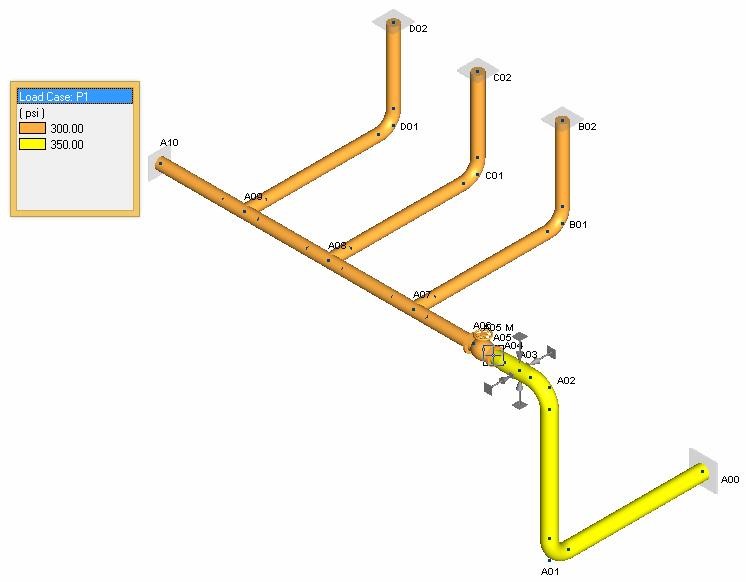 D02
C02
Load Case: P1
( psi )
300.00
350.00
B02
D01
A10
C01
A09
B01
A08
A07
A06
A05 M
A05
A04
A03
A02
A00
A01